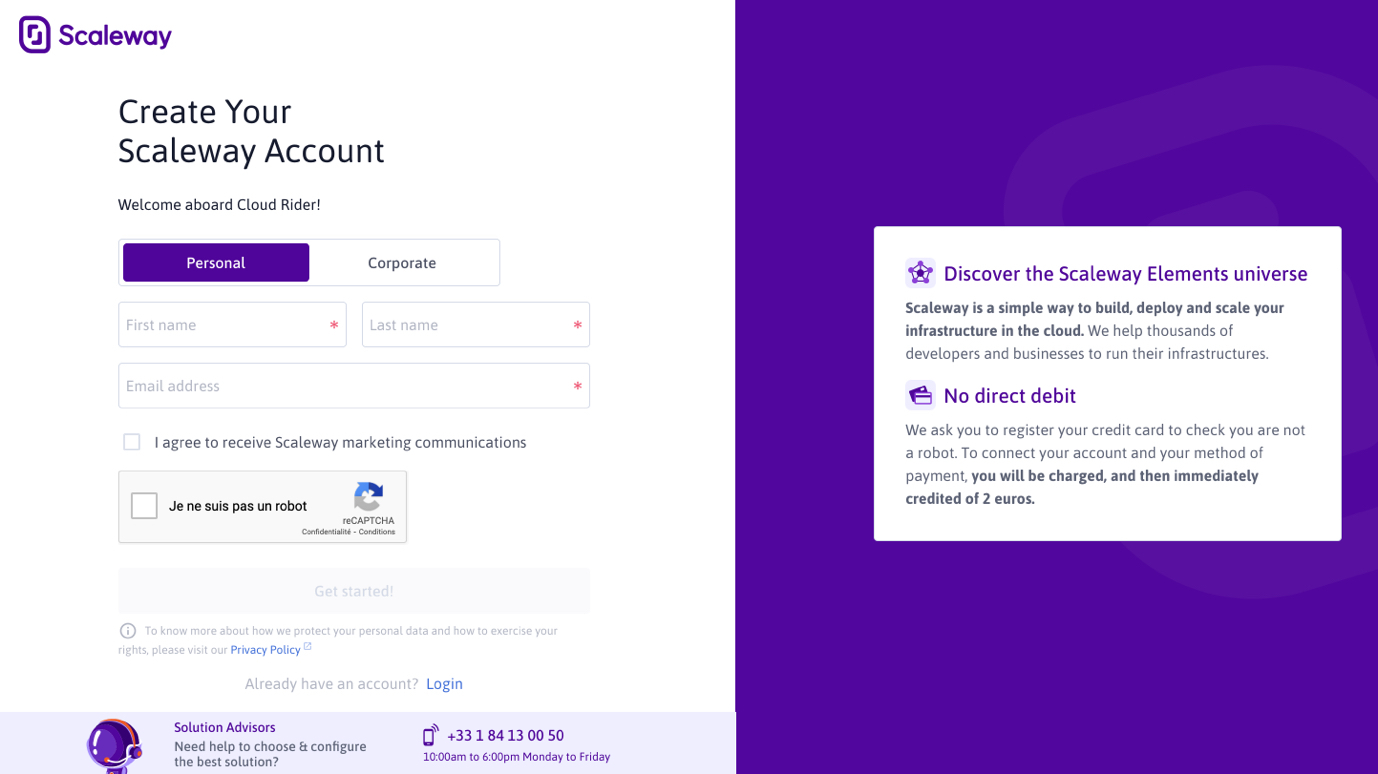 Scaleway
Create Your
Scaleway Account
Welcome aboard Cloud Rider!
Personal
Corporate
First name *
Last name *
Email address *
I agree to receive Scaleway marketing communications
Je ne suis pas un robot
reCAPTCHA
Confidentialité - Conditions
Get started!
To know more about how we protect your personal data and how to exercise your
rights, please visit our Privacy Policy
Already have an account? Login
Solution Advisors
Need help to choose & configure
the best solution?
+33 1 84 13 00 50
10:00am to 6:00pm Monday to Friday
Discover the Scaleway Elements universe
Scaleway is a simple way to build, deploy and scale your
infrastructure in the cloud. We help thousands of
developers and businesses to run their infrastructures.
No direct debit
We ask you to register your credit card to check you are not
a robot. To connect your account and your method of
payment, you will be charged, and then immediately
credited of 2 euros.